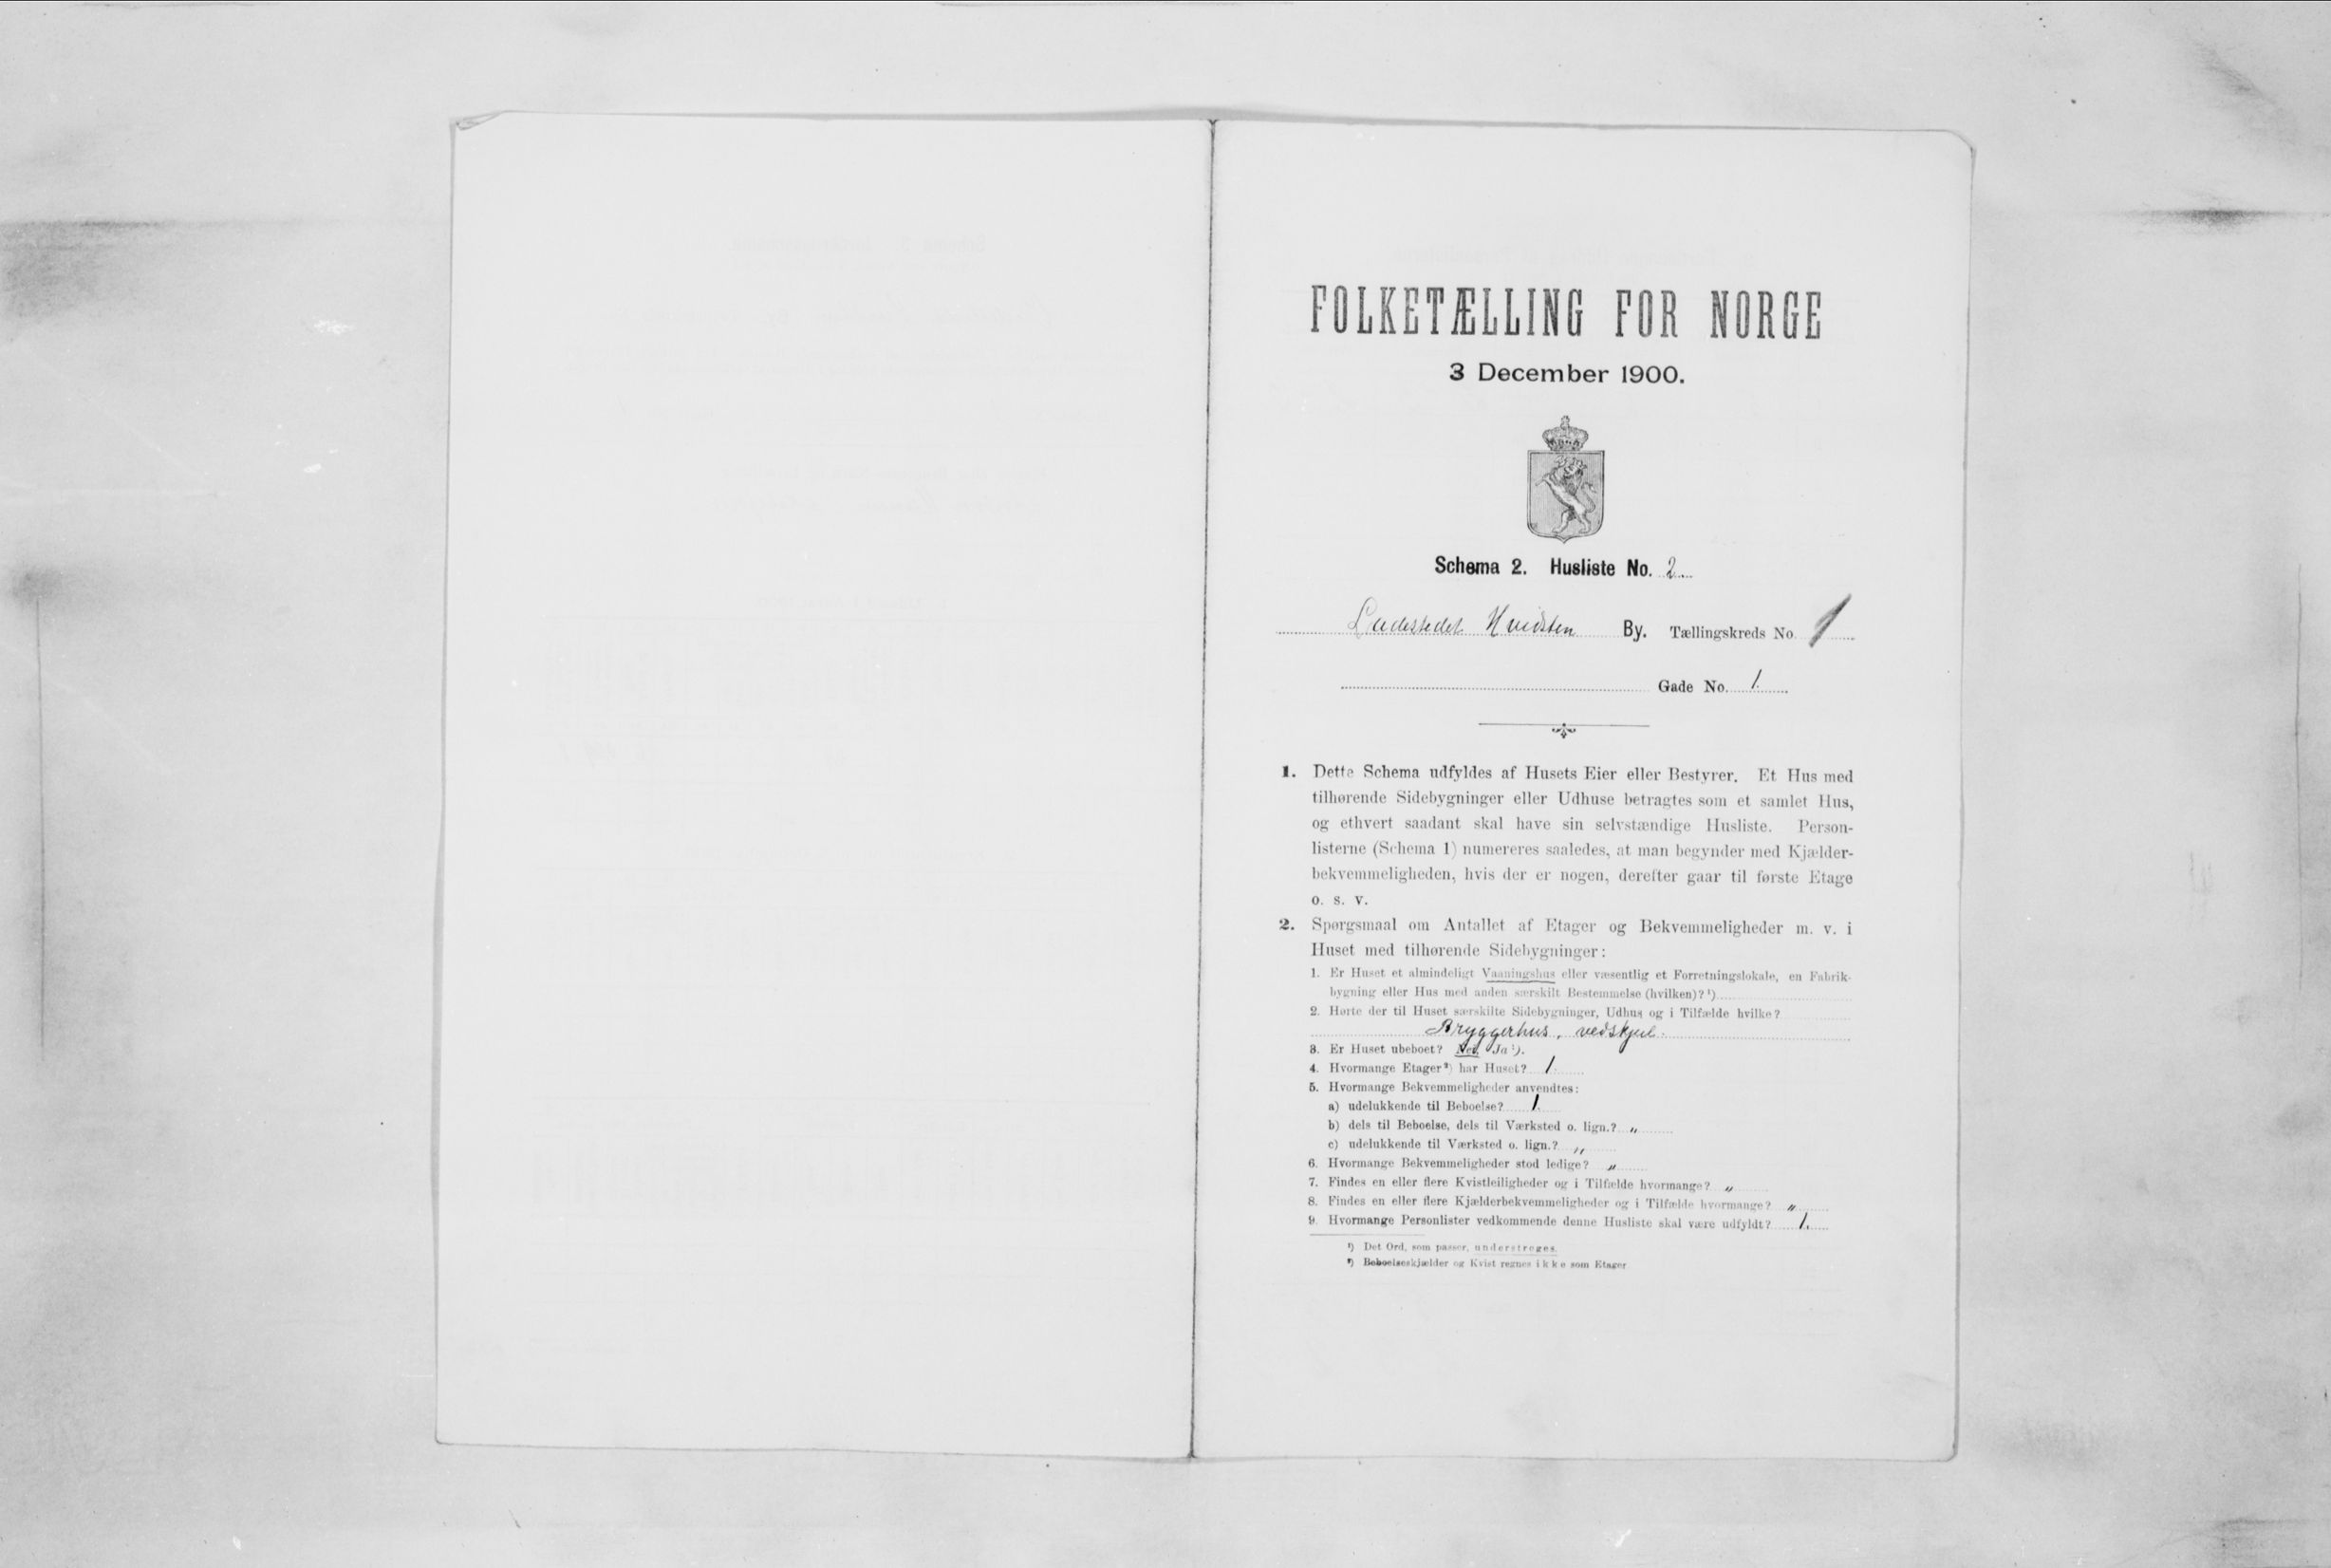 FOLKETÆLLING FOR NORGE
3 December 1900.
Schema 2. Husliste No. 2
Ladestedet Hvidsten By. Tællingskreds No. 1
Gade No. 1.
1. Dette Schema udfyldes af Husets Eier eller Bestyrer. Et Hus med
tilhørende Sidebygninger eller Udhuse betragtes som et samlet Hus,
og ethvert saadant skal have sin selvstændige Husliste. Person-
listerne (Schema 1) numereres saaledes, at man begynder med Kjælder-
bekvemmeligheden, hvis der er nogen, derefter gaar til første Etage
o. s. v.
2. Spørgsmaal om Antallet af Etager og Bekvemmeligheder m. v. i
Huset med tilhørende Sidebygninger:
1. Er Huset et almindeligt Vaaningshus eller væsentlig et Forretningslokale, en Fabrik-
bygning eller Hus med anden særskilt Bestemmelse (hvilken)? ¹)
2. Hørte der til Huset særskilte Sidebygninger, Udhus og i Tilfælde hvilke?
Bryggerhus, vedskjul.
3. Er Huset ubeboet? Nei. Ja ¹).
4. Hvormange Etager ²) har Huset? 1.
5. Hvormange Bekvemmeligheder anvendtes:
a) udelukkende til Beboelse? 1.
b) dels til Beboelse, dels til Værksted o. lign.? „
c) udelukkende til Værksted o. lign.? „
6. Hvormange Bekvemmeligheder stod ledige? „
7. Findes en eller flere Kvistleiligheder og i Tilfælde hvormange? „
8. Findes en eller flere Kjælderbekvemmeligheder og i Tilfælde hvormange? „
9. Hvormange Personlister vedkommende denne Husliste skal være udfyldt? 1.
¹) Det Ord, som passer, understreges.
²) Beboelseskjælder og Kvist regnes ikke som Etager